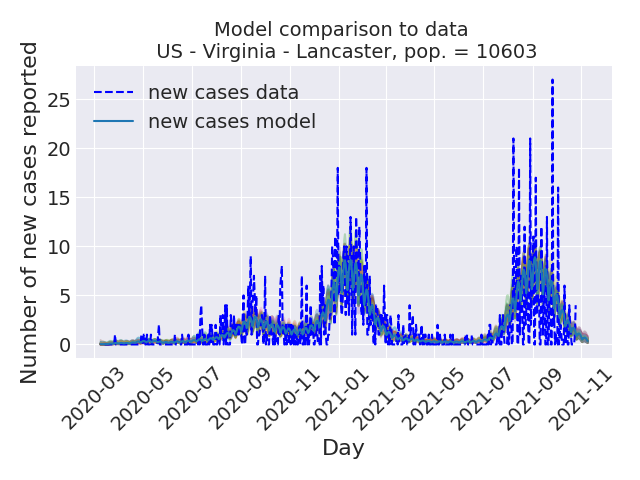 Model comparison to data
US - Virginia - Lancaster, pop. = 10603
Number of new cases reported
new cases data
new cases model
25
20
15
10
5
0
2020-03
2020-05
2020-07
2020-09
2020-11
2021-01
2021-03
2021-05
2021-07
2021-09
2021-11
Day